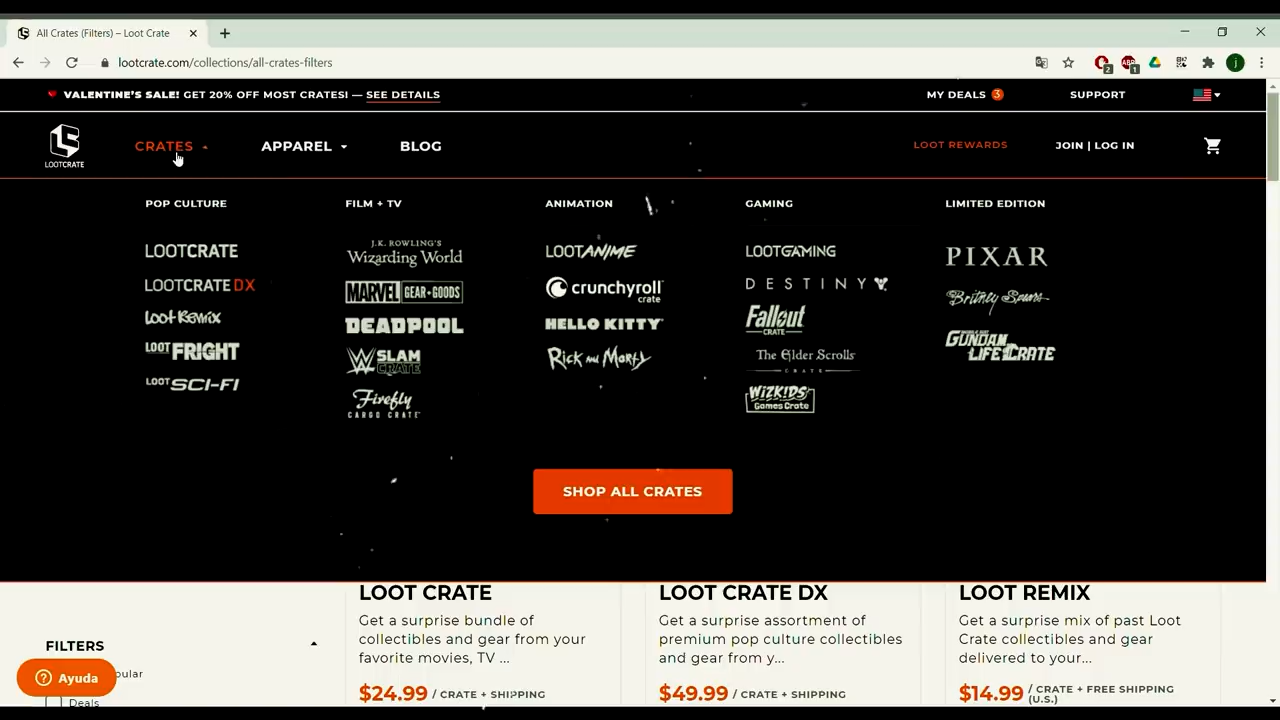 All Crates (Filters) – Loot Crate
lootcrate.com/collections/all-crates-filters
2
ABP
1
j
VALENTINE'S SALE! GET 20% OFF MOST CRATES! — SEE DETAILS
MY DEALS 3
SUPPORT
LOOTCRATE
CRATES
APPAREL
BLOG
LOOT REWARDS
JOIN | LOG IN
POP CULTURE
LOOTCRATE
LOOTCRATE DX
Loot Remix
LOOT FRIGHT
LOOT SCI-FI
FILM + TV
J.K. ROWLING'S
Wizarding World
MARVEL GEAR+GOODS
DEADPOOL
WW SLAM
CRATE
Firefly
CARGO CRATE
ANIMATION
LOOTANIME
crunchyroll
crate
HELLO KITTY
Rick and Morty
GAMING
LOOTGAMING
DESTINY
Fallout
CRATE
The Elder Scrolls
CRATE
WIZKIDS
Games Crate
LIMITED EDITION
PIXAR
Britney Spears
GUNDAM
LIFE CRATE
SHOP ALL CRATES
FILTERS
pular
Deals
Ayuda
LOOT CRATE
Get a surprise bundle of
collectibles and gear from your
favorite movies, TV ...
$24.99 / CRATE + SHIPPING
LOOT CRATE DX
Get a surprise assortment of
premium pop culture collectibles
and gear from y...
$49.99 / CRATE + SHIPPING
LOOT REMIX
Get a surprise mix of past Loot
Crate collectibles and gear
delivered to your...
$14.99 / CRATE + FREE SHIPPING
(U.S.)